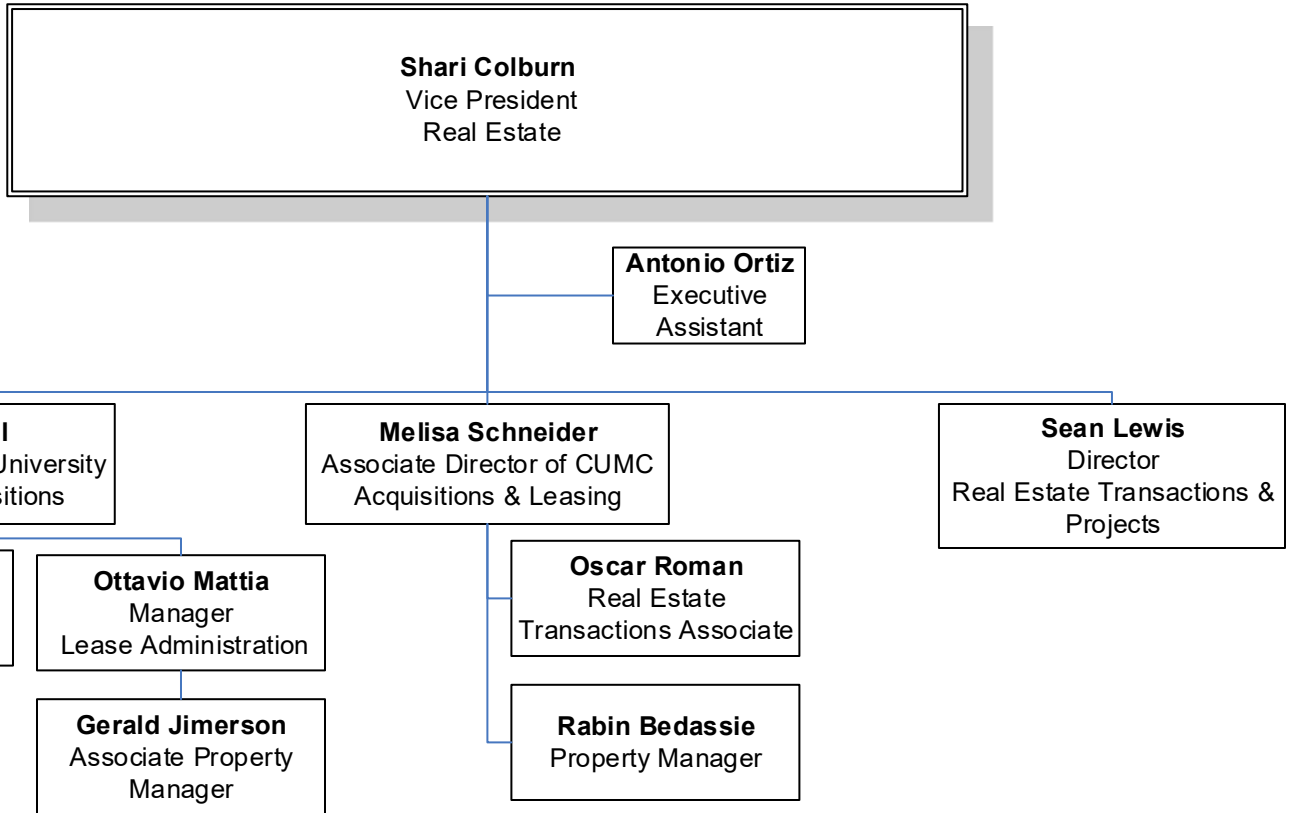 Shari Colburn
Vice President
Real Estate
Antonio Ortiz
Executive
Assistant
University
Melisa Schneider
Associate Director of CUMC
Acquisitions & Leasing
Sean Lewis
Director
Real Estate Transactions &
Projects
Ottavio Mattia
Manager
Lease Administration
Gerald Jimerson
Associate Property
Manager
Oscar Roman
Real Estate
Transactions Associate
Rabin Bedassie
Property Manager